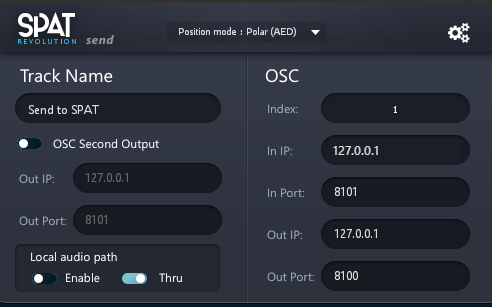 SPAT
REVOLUTION send
Position mode : Polar (AED)
Track Name
Send to SPAT
OSC Second Output
Out IP: 127.0.0.1
Out Port: 8101
Local audio path
Enable Thru
OSC
Index: 1
In IP: 127.0.0.1
In Port: 8101
Out IP: 127.0.0.1
Out Port: 8100